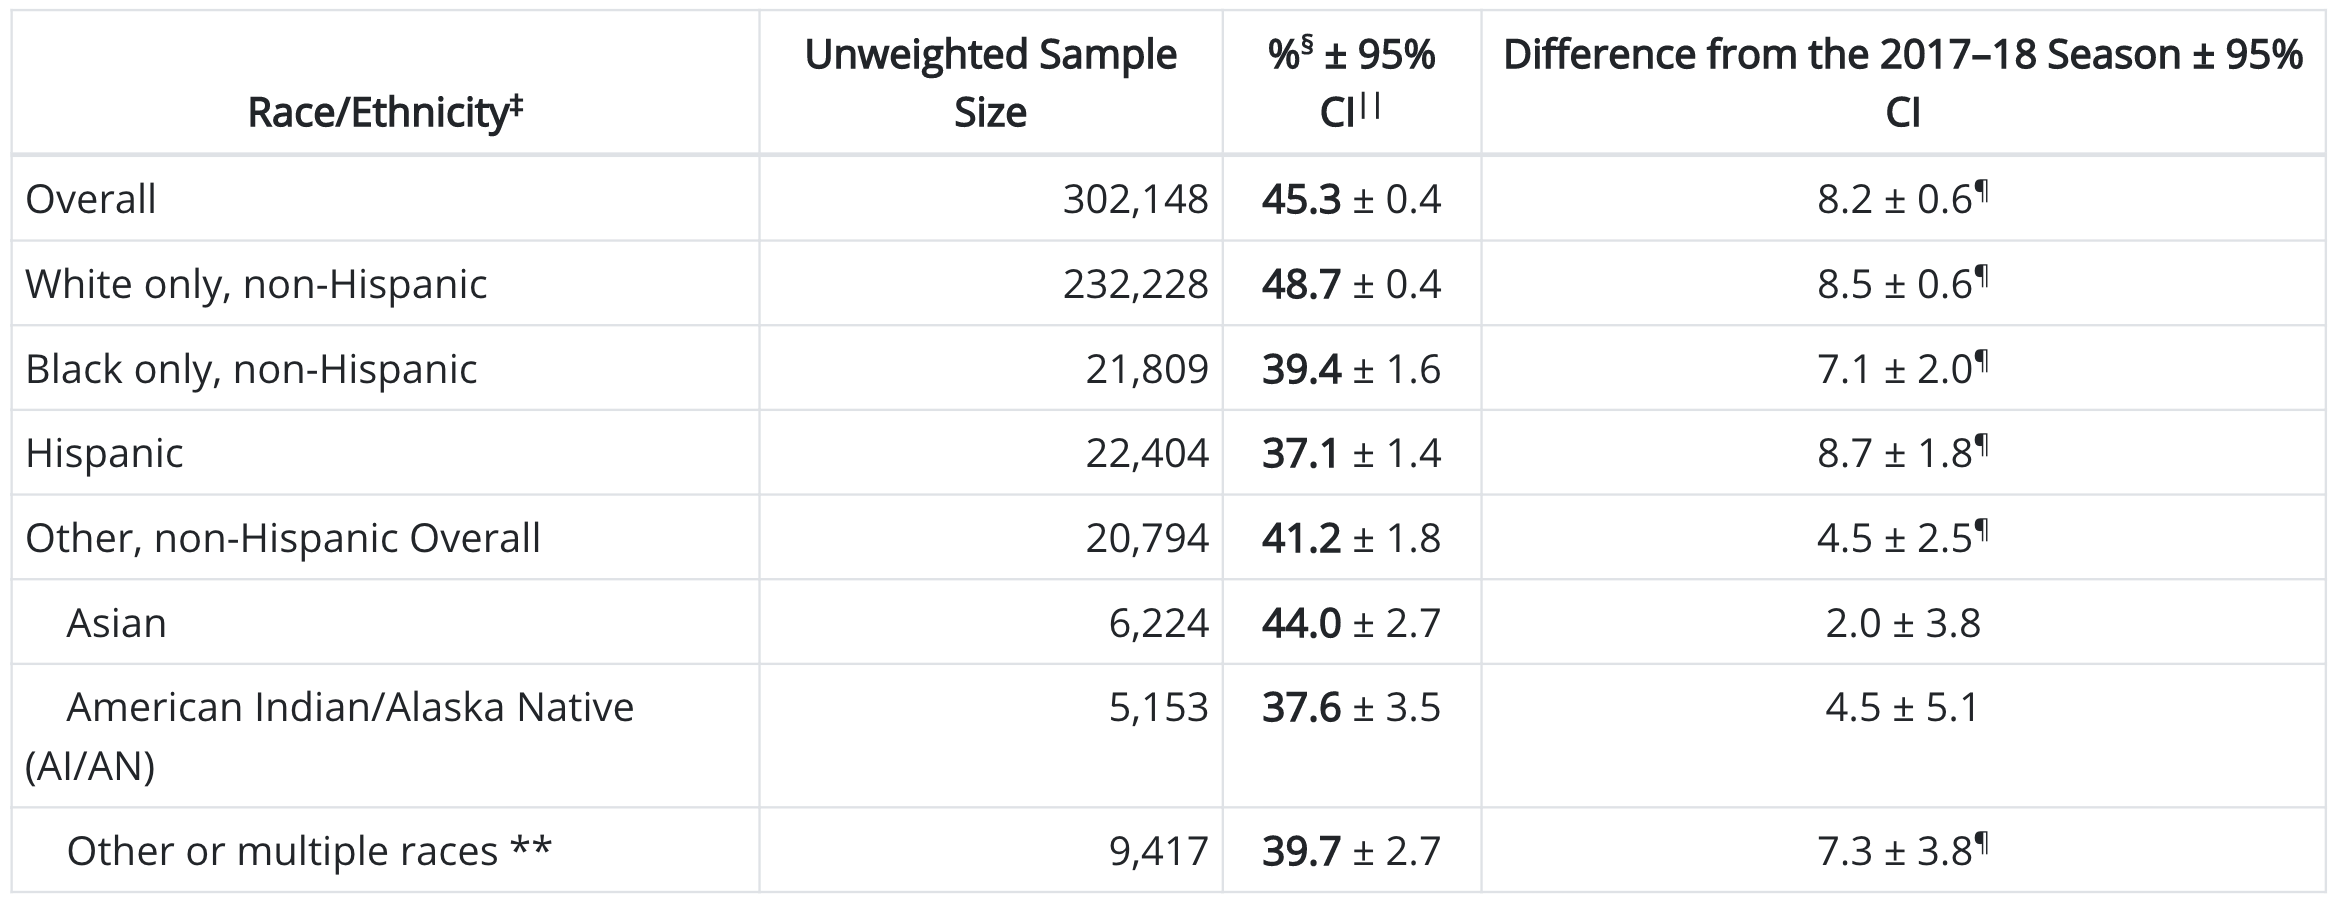 Race/Ethnicity‡ Unweighted Sample Size %§ ± 95% CI|| Difference from the 2017–18 Season ± 95% CI
Overall 302,148 45.3 ± 0.4 8.2 ± 0.6¶
White only, non-Hispanic 232,228 48.7 ± 0.4 8.5 ± 0.6¶
Black only, non-Hispanic 21,809 39.4 ± 1.6 7.1 ± 2.0¶
Hispanic 22,404 37.1 ± 1.4 8.7 ± 1.8¶
Other, non-Hispanic Overall 20,794 41.2 ± 1.8 4.5 ± 2.5¶
Asian 6,224 44.0 ± 2.7 2.0 ± 3.8
American Indian/Alaska Native 5,153 37.6 ± 3.5 4.5 ± 5.1
(AI/AN)
Other or multiple races ** 9,417 39.7 ± 2.7 7.3 ± 3.8¶